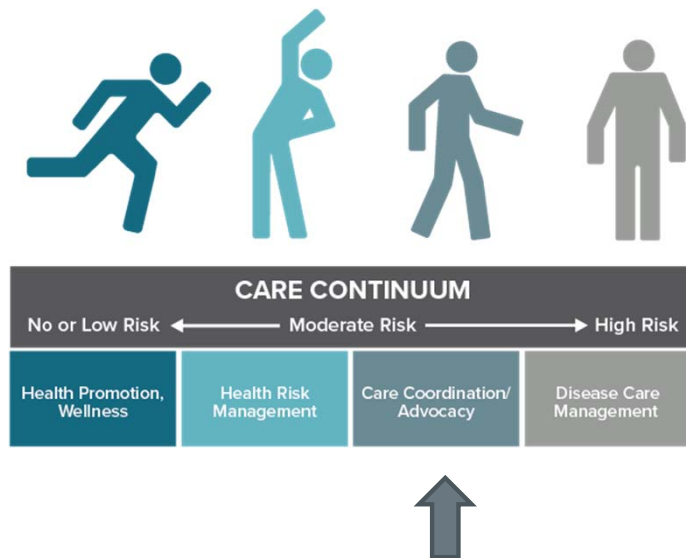 CARE CONTINUUM
No or Low Risk Moderate Risk High Risk
Health Promotion,
Wellness
Health Risk
Management
Care Coordination/
Advocacy
Disease Care
Management